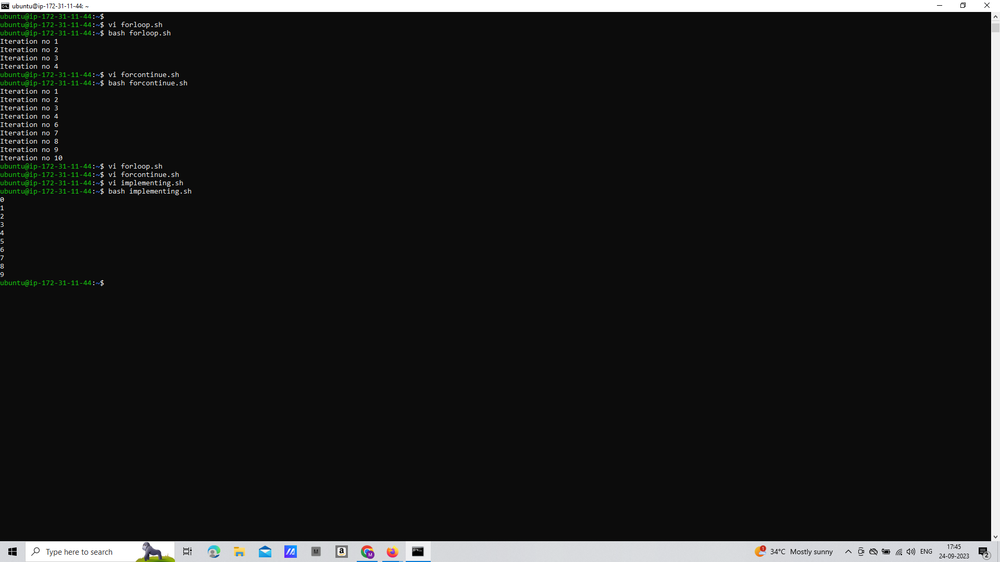 ubuntu@ip-172-31-11-44: ~
ubuntu@ip-172-31-11-44:~$
ubuntu@ip-172-31-11-44:~$ vi forloop.sh
ubuntu@ip-172-31-11-44:~$ bash forloop.sh
Iteration no 1
Iteration no 2
Iteration no 3
Iteration no 4
ubuntu@ip-172-31-11-44:~$ vi forcontinue.sh
ubuntu@ip-172-31-11-44:~$ bash forcontinue.sh
Iteration no 1
Iteration no 2
Iteration no 3
Iteration no 4
Iteration no 6
Iteration no 7
Iteration no 8
Iteration no 9
Iteration no 10
ubuntu@ip-172-31-11-44:~$ vi forloop.sh
ubuntu@ip-172-31-11-44:~$ vi forcontinue.sh
ubuntu@ip-172-31-11-44:~$ vi implementing.sh
ubuntu@ip-172-31-11-44:~$ bash implementing.sh
0
1
2
3
4
5
6
7
8
9
ubuntu@ip-172-31-11-44:~$
Type here to search
M
a
M
1
34°C Mostly sunny
ENG
17:45
24-09-2023
2